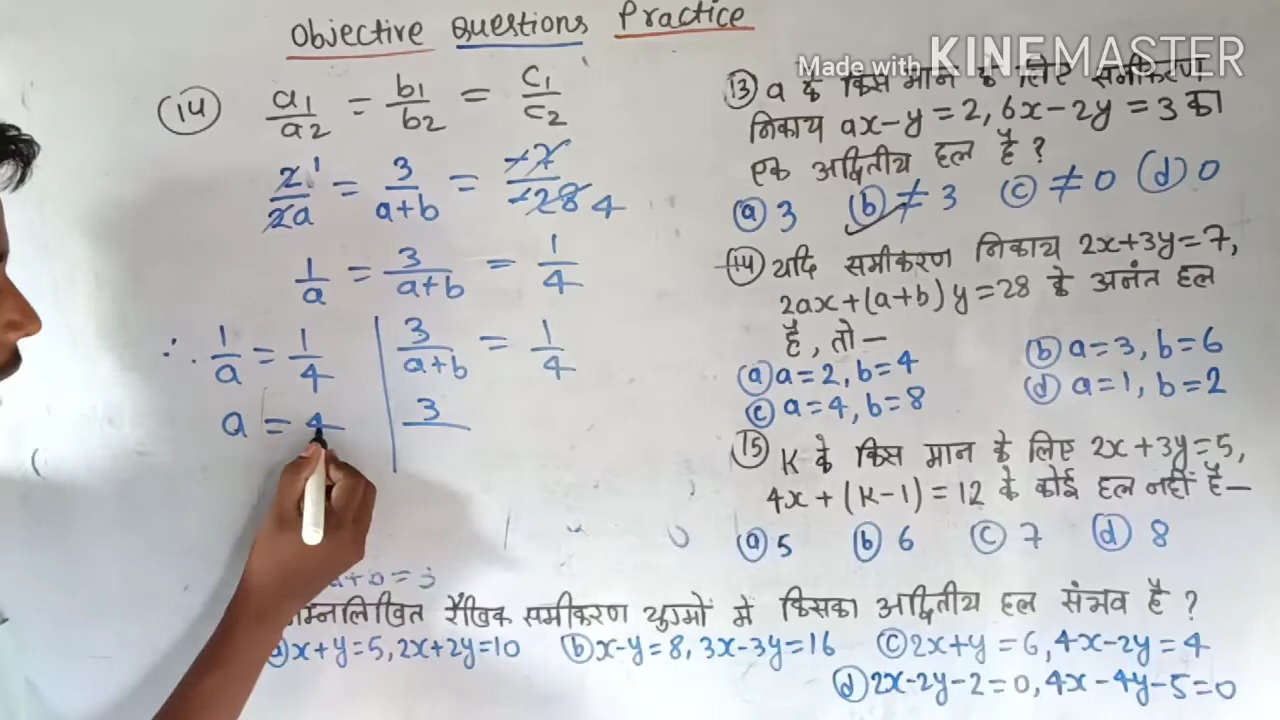 Objective Questions Practice
Made with KINEMASTER
(14) a1/a2 = b1/b2 = c1/c2
2/2a = 3/a+b = -7/-28 4
1/a = 3/a+b = 1/4
∴ 1/a = 1/4 | 3/a+b = 1/4
a = 4 | 3
(13) a के किस मान के लिए समीकरण
निकाय ax-y=2, 6x-2y=3 का
एक अद्वितीय हल है?
(a) 3 (b) ≠ 3 (c) ≠ 0 (d) 0
(14) यदि समीकरण निकाय 2x+3y=7,
2ax+(a+b)y=28 के अनंत हल
है, तो-
(a) a=2, b=4 (b) a=3, b=6
(c) a=4, b=8 (d) a=1, b=2
(15) K के किस मान के लिए 2x+3y=5,
4x+(K-1)=12 के कोई हल नहीं है-
(a) 5 (b) 6 (c) 7 (d) 8
रैखिक समीकरण युग्मों में किसका अद्वितीय हल संभव है?
x+y=5, 2x+2y=10 (b) x-y=8, 3x-3y=16 (c) 2x+y=6, 4x-2y=4
(d) 2x-2y-2=0, 4x-4y-5=0